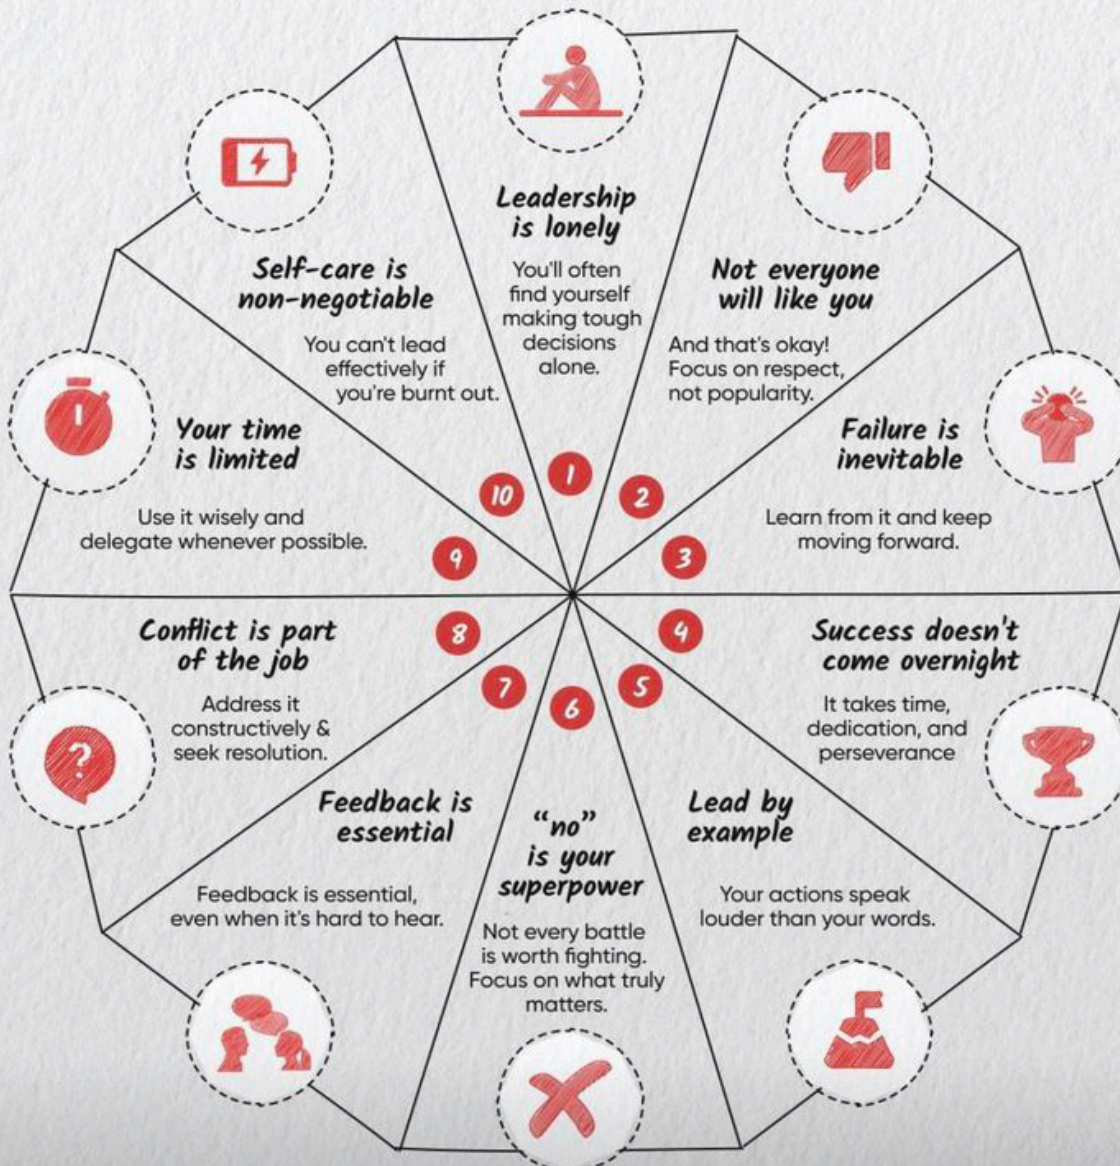 1
Leadership
is lonely
You'll often
find yourself
making tough
decisions
alone.
2
Not everyone
will like you
And that's okay!
Focus on respect,
not popularity.
3
Failure is
inevitable
Learn from it and keep
moving forward.
4
Success doesn't
come overnight
It takes time,
dedication, and
perseverance
5
Lead by
example
Your actions speak
louder than your words.
6
“no”
is your
superpower
Not every battle
is worth fighting.
Focus on what truly
matters.
7
Feedback is
essential
Feedback is essential,
even when it's hard to hear.
8
Conflict is part
of the job
Address it
constructively &
seek resolution.
?
9
Your time
is limited
Use it wisely and
delegate whenever possible.
10
Self-care is
non-negotiable
You can't lead
effectively if
you're burnt out.